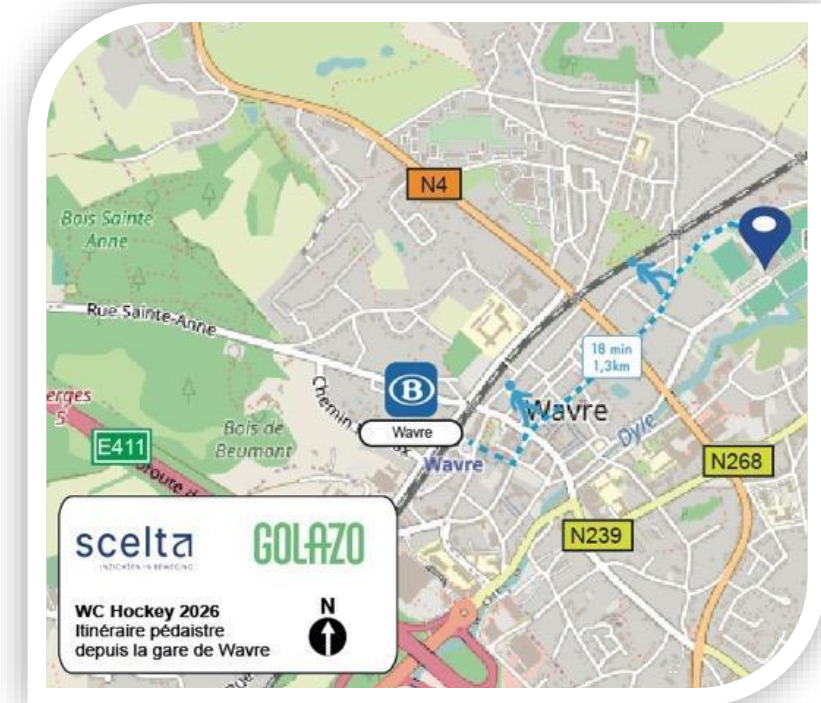 N4
Bois Sainte
Anne
Rue Sainte-Anne
18 min
1,3km
B
Wavre
Wavre
Dyle
Wavre
Bois de
Beumont
E411
N268
N239
scelta
INZICHTEN IN BEWEGING
GOLAZO
WC Hockey 2026
Itinéraire pédaistre
depuis la gare de Wavre
N